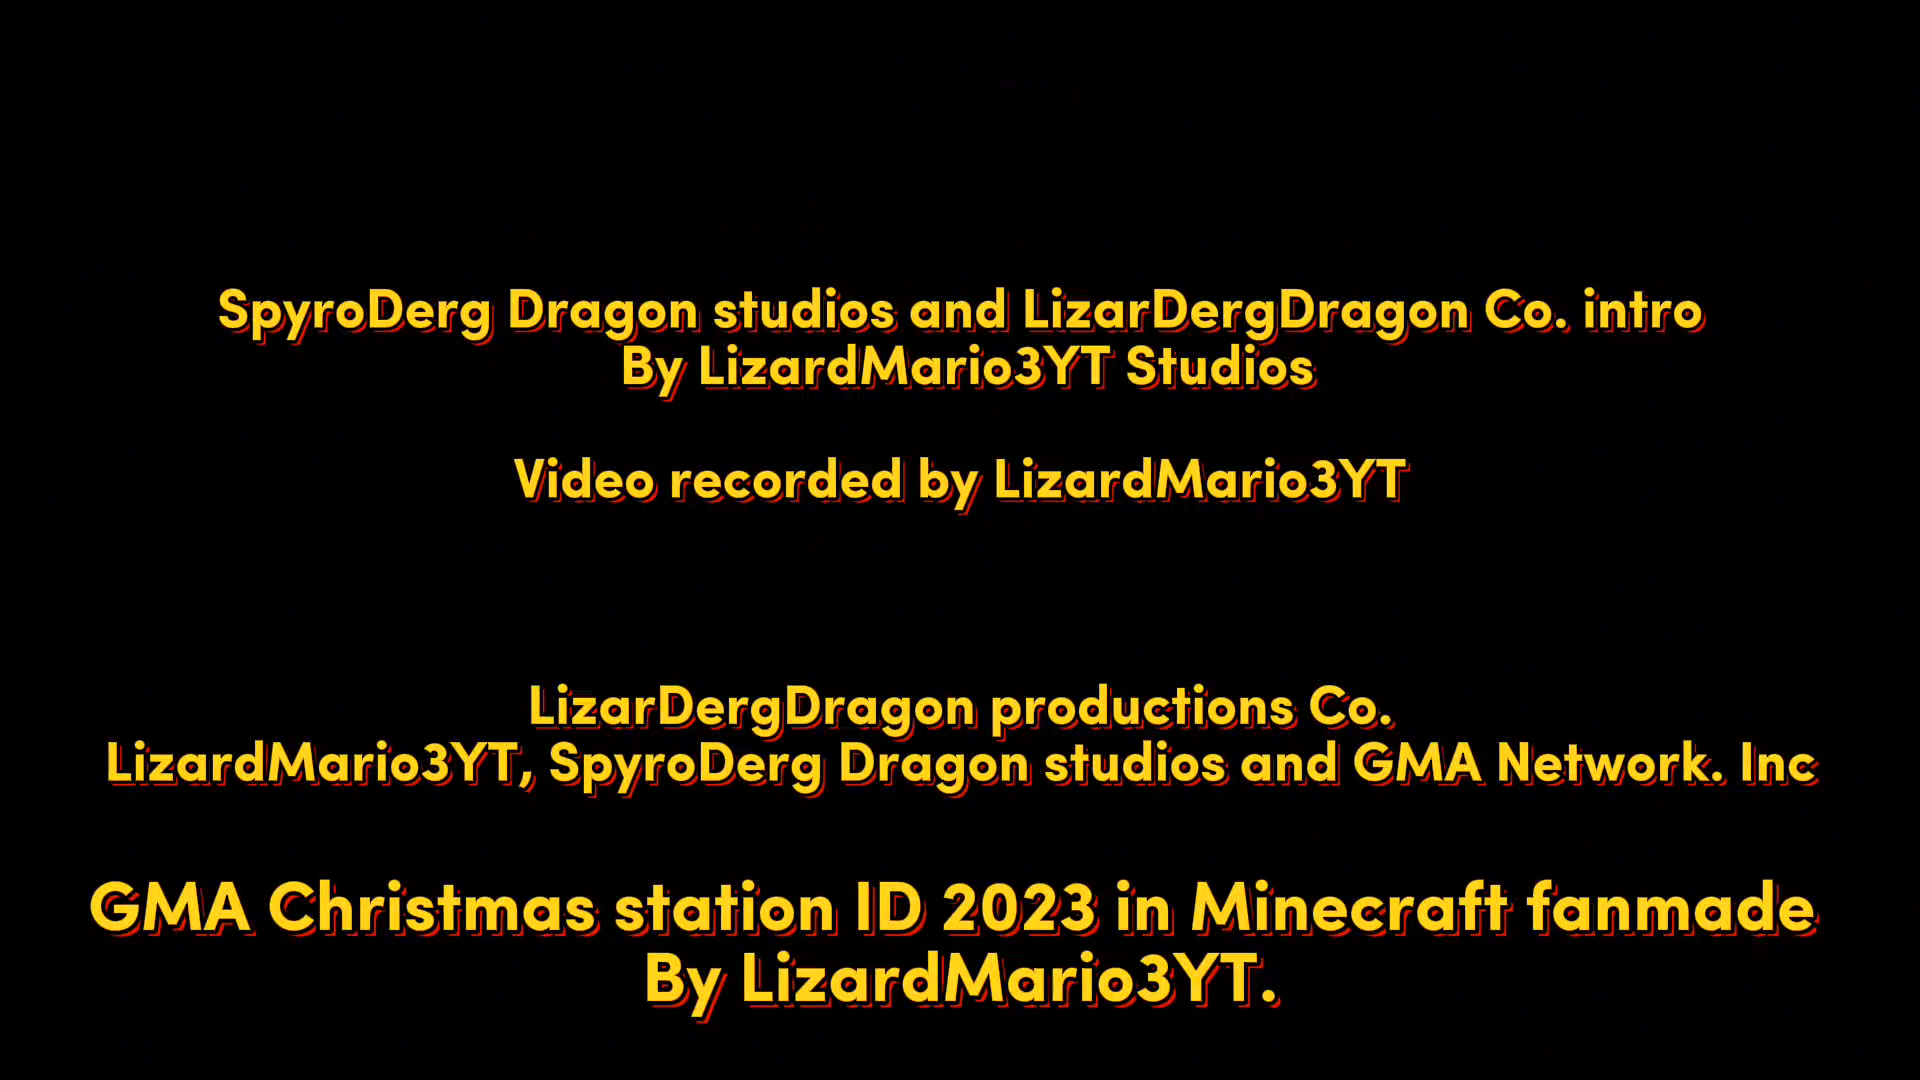 SpyroDerg Dragon studios and LizarDergDragon Co. intro
By LizardMario3YT Studios
Video recorded by LizardMario3YT
LizarDergDragon productions Co.
LizardMario3YT, SpyroDerg Dragon studios and GMA Network. Inc
GMA Christmas station ID 2023 in Minecraft fanmade
By LizardMario3YT.